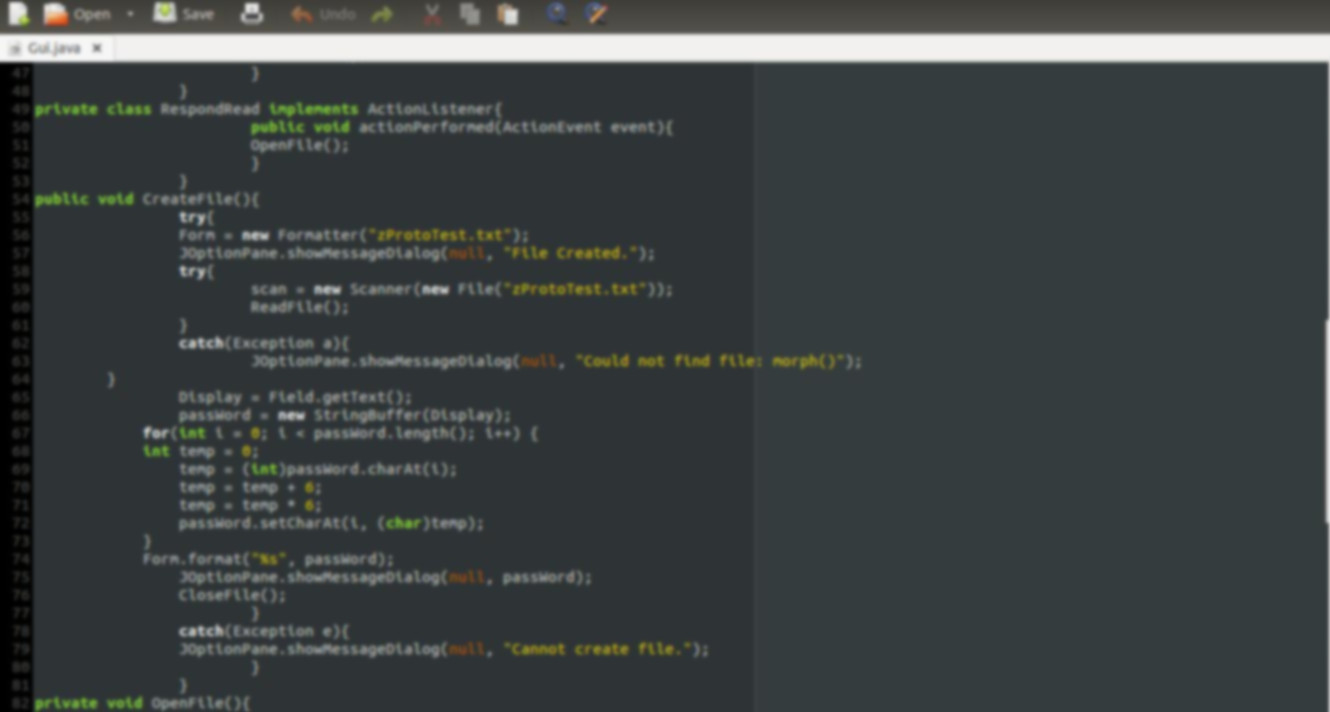 Open Save Undo
Gui.java
47 }
48 }
49 private class RespondRead implements ActionListener{
50 public void actionPerformed(ActionEvent event){
51 OpenFile();
52 }
53 }
54 public void CreateFile(){
55 try{
56 Form = new Formatter("zProtoTest.txt");
57 JOptionPane.showMessageDialog(null, "File Created.");
58 try{
59 scan = new Scanner(new File("zProtoTest.txt"));
60 ReadFile();
61 }
62 catch(Exception a){
63 JOptionPane.showMessageDialog(null, "Could not find file: morph()");
64 }
65 Display = Field.getText();
66 passWord = new StringBuffer(Display);
67 for(int i = 0; i < passWord.length(); i++) {
68 int temp = 0;
69 temp = (int)passWord.charAt(i);
70 temp = temp + 6;
71 temp = temp * 6;
72 passWord.setCharAt(i, (char)temp);
73 }
74 Form.format("%s", passWord);
75 JOptionPane.showMessageDialog(null, passWord);
76 CloseFile();
77 }
78 catch(Exception e){
79 JOptionPane.showMessageDialog(null, "Cannot create file.");
80 }
81 }
82 private void OpenFile(){